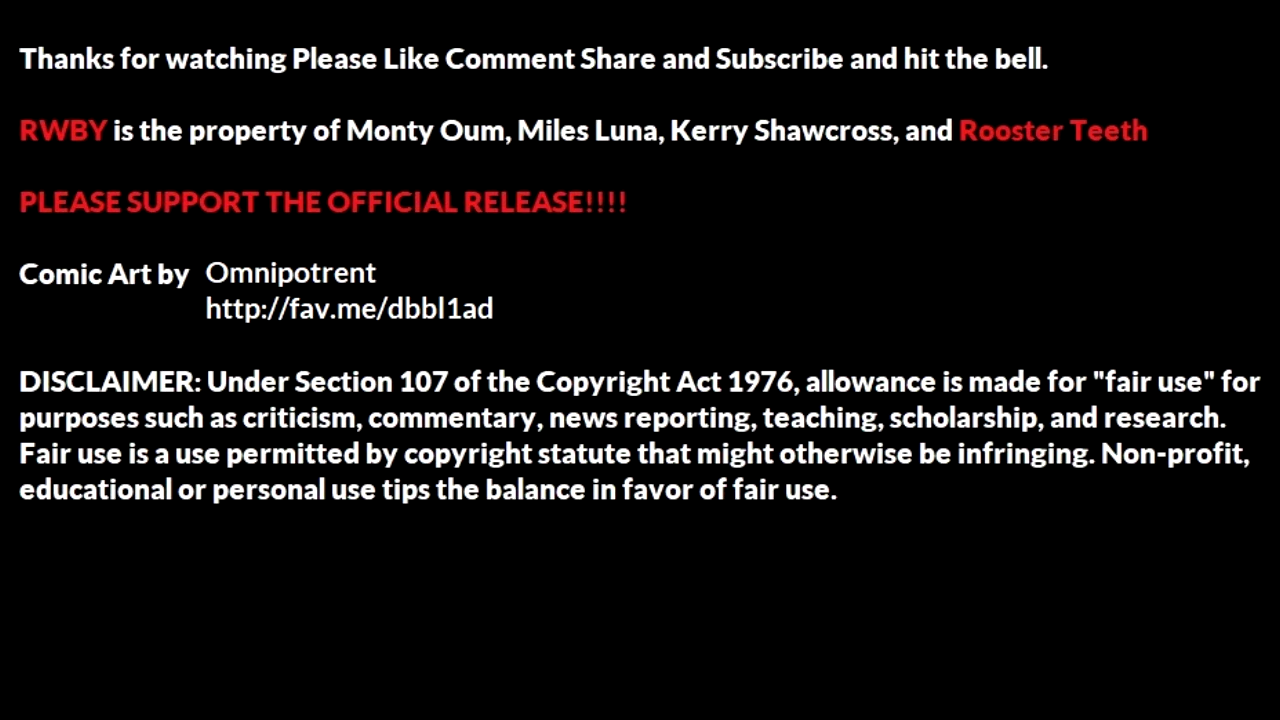 Thanks for watching Please Like Comment Share and Subscribe and hit the bell.
RWBY is the property of Monty Oum, Miles Luna, Kerry Shawcross, and Rooster Teeth
PLEASE SUPPORT THE OFFICIAL RELEASE!!!!
Comic Art by Omnipotrent
http://fav.me/dbbl1ad
DISCLAIMER: Under Section 107 of the Copyright Act 1976, allowance is made for "fair use" for
purposes such as criticism, commentary, news reporting, teaching, scholarship, and research.
Fair use is a use permitted by copyright statute that might otherwise be infringing. Non-profit,
educational or personal use tips the balance in favor of fair use.